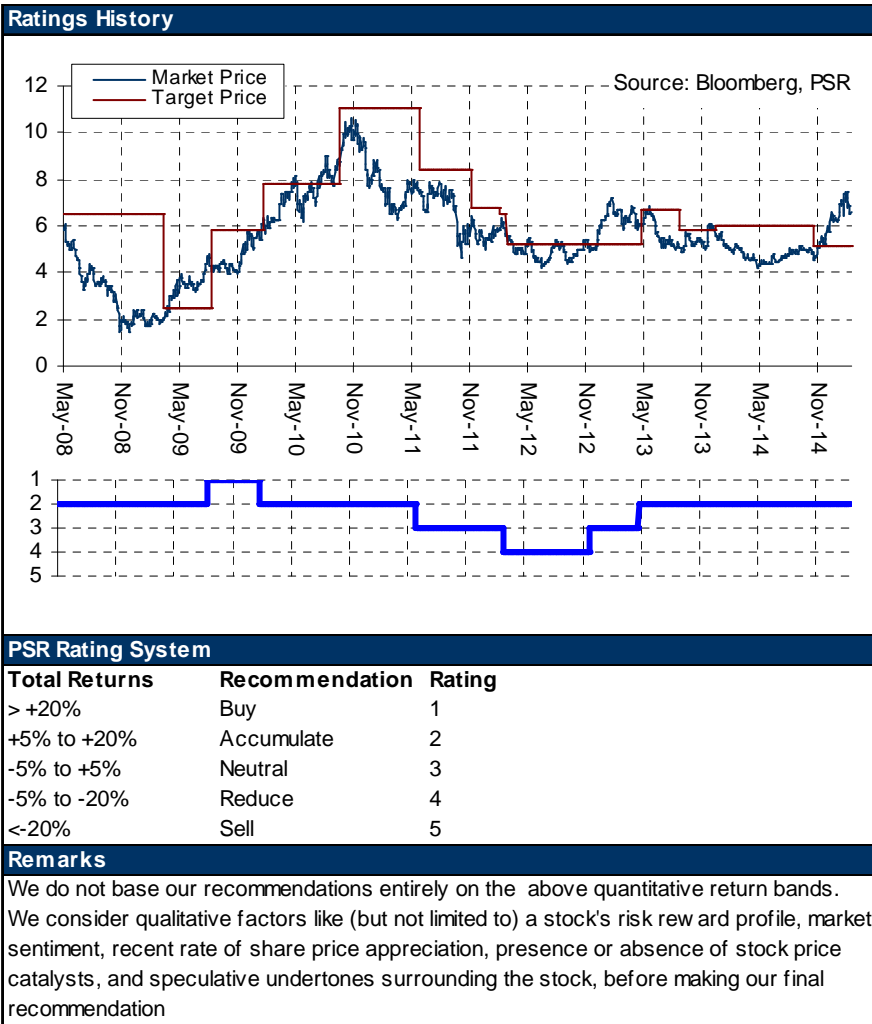 Ratings History
Market Price
Target Price
Source: Bloomberg, PSR
12
10
8
6
4
2
0
May-08
Nov-08
May-09
Nov-09
May-10
Nov-10
May-11
Nov-11
May-12
Nov-12
May-13
Nov-13
May-14
Nov-14
1
2
3
4
5
PSR Rating System
Total Returns Recommendation Rating
> +20% Buy 1
+5% to +20% Accumulate 2
-5% to +5% Neutral 3
-5% to -20% Reduce 4
<-20% Sell 5
Remarks
We do not base our recommendations entirely on the above quantitative return bands.
We consider qualitative factors like (but not limited to) a stock's risk reward profile, market
sentiment, recent rate of share price appreciation, presence or absence of stock price
catalysts, and speculative undertones surrounding the stock, before making our final
recommendation